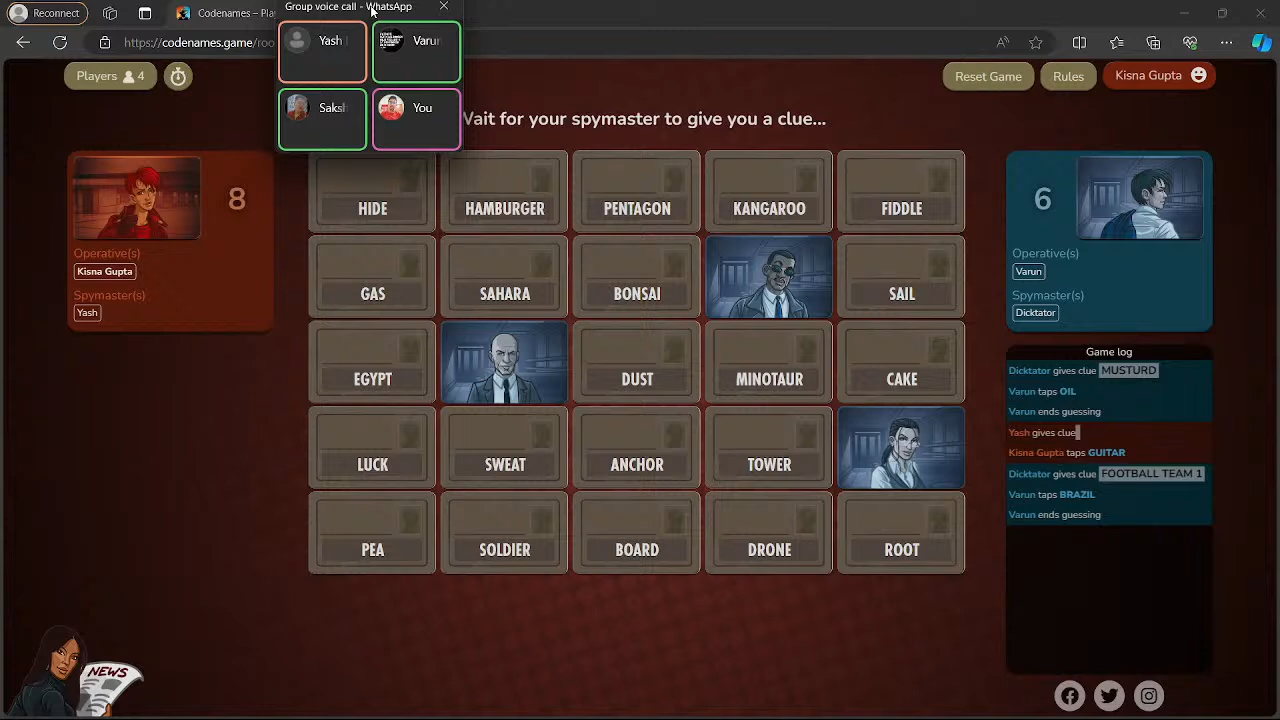 Reconnect
Codenames – Pla
Group voice call - WhatsApp
https://codenames.game/roo
Yash
Varun
Saksh
You
Players 4
Reset Game
Rules
Kisna Gupta
Wait for your spymaster to give you a clue...
8
Operative(s)
Kisna Gupta
Spymaster(s)
Yash
6
Operative(s)
Varun
Spymaster(s)
Dicktator
HIDE
HAMBURGER
PENTAGON
KANGAROO
FIDDLE
GAS
SAHARA
BONSAI
SAIL
EGYPT
DUST
MINOTAUR
CAKE
LUCK
SWEAT
ANCHOR
TOWER
PEA
SOLDIER
BOARD
DRONE
ROOT
Game log
Dicktator gives clue MUSTURD
Varun taps OIL
Varun ends guessing
Yash gives clue
Kisna Gupta taps GUITAR
Dicktator gives clue FOOTBALL TEAM 1
Varun taps BRAZIL
Varun ends guessing
NEWS